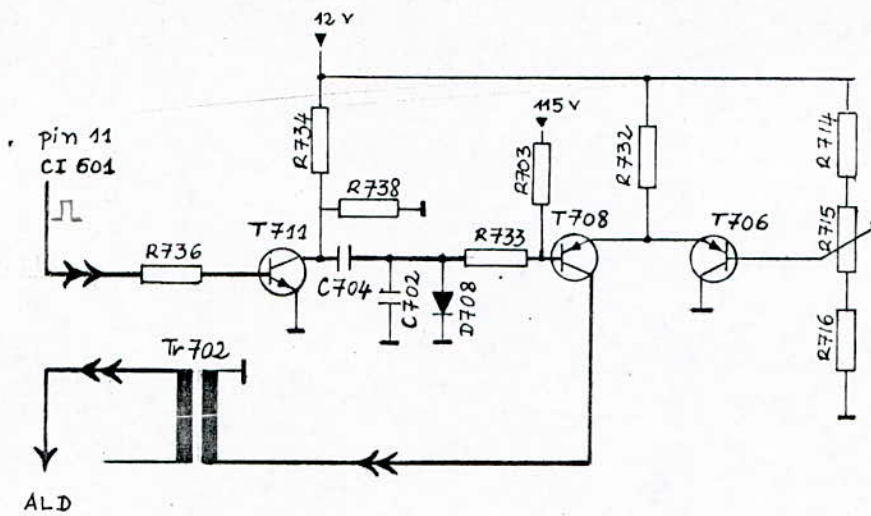 12 V
pin 11
CI 601
R734
R738
115 V
R703
R732
R714
T711
R736
C704
C702
D708
R733
T708
T706
R715
R716
Tr702
ALD